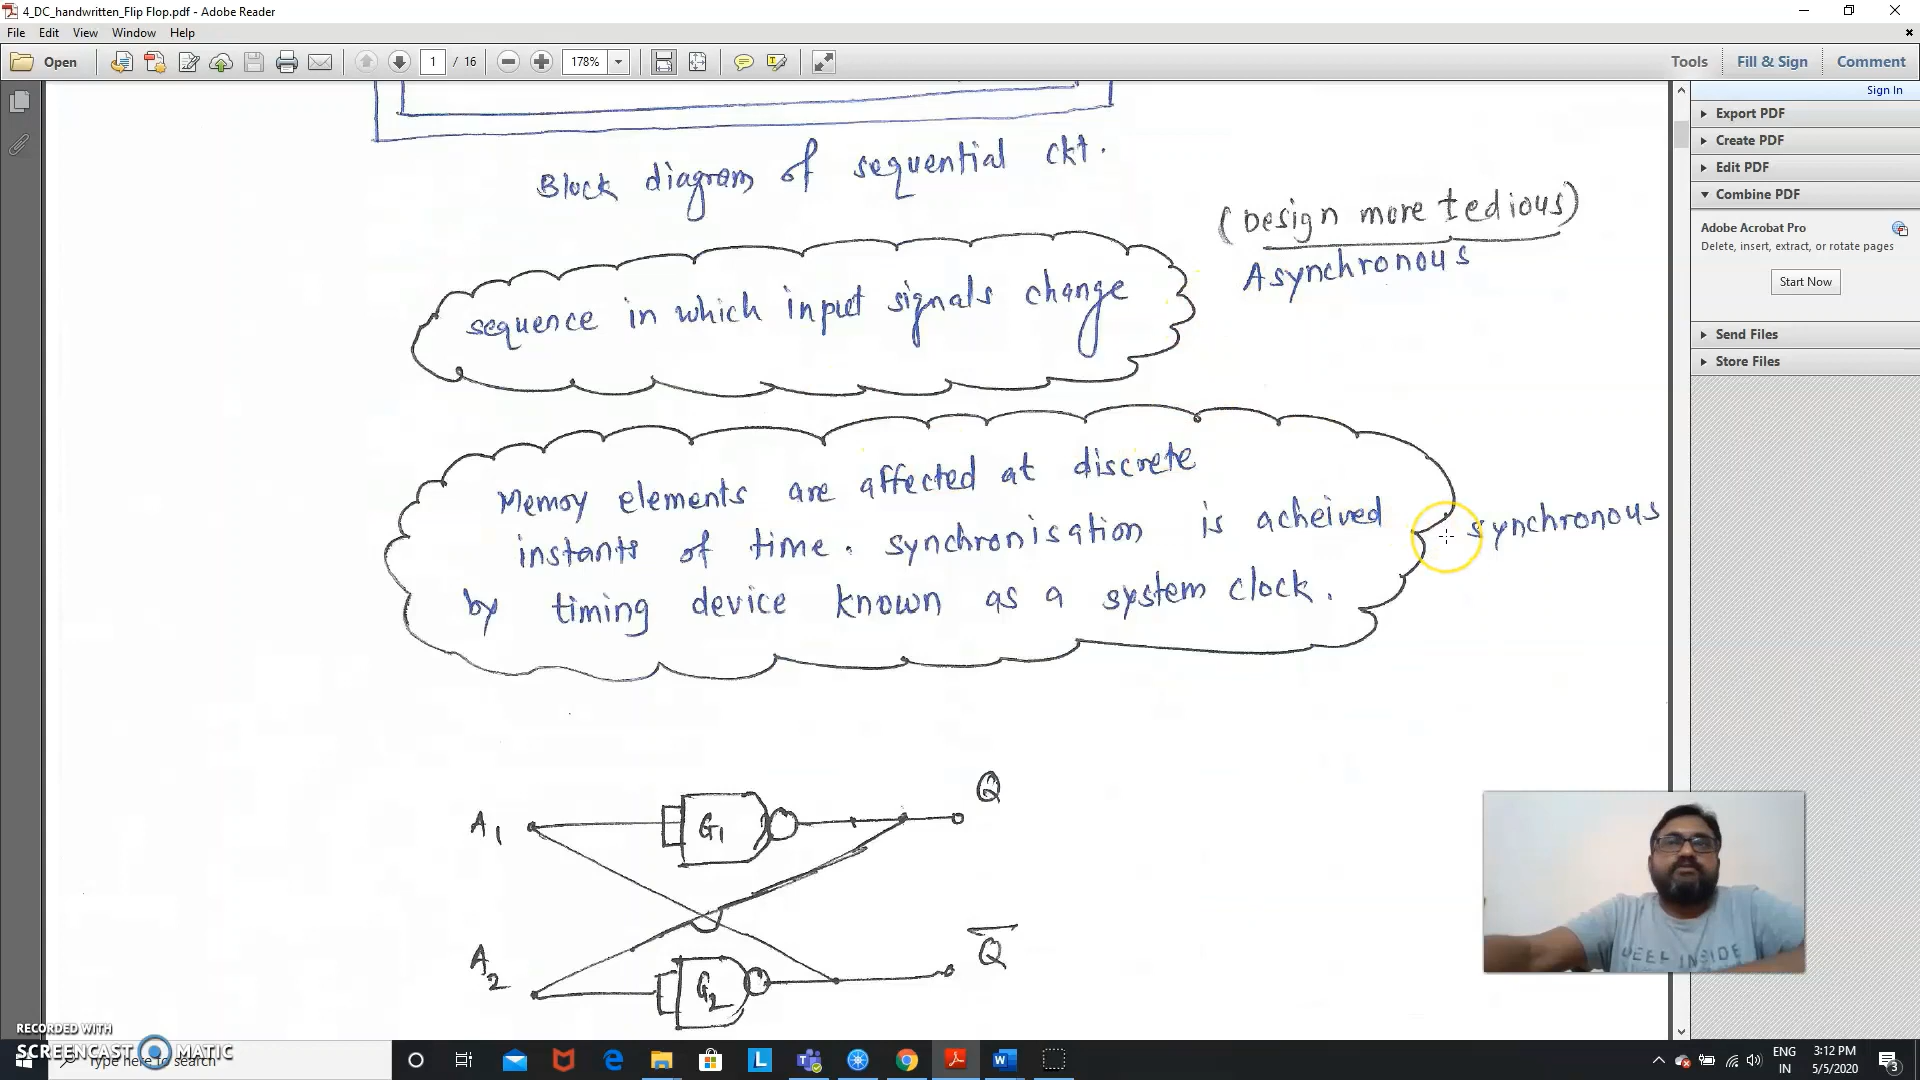 4_DC_handwritten_Flip Flop.pdf - Adobe Reader
File Edit View Window Help
Open 1 / 16 178% Tools Fill & Sign Comment
Sign In
Export PDF
Create PDF
Edit PDF
Combine PDF
Adobe Acrobat Pro
Delete, insert, extract, or rotate pages
Start Now
Send Files
Store Files
Block diagram of sequential ckt.
(Design more tedious)
Asynchronous
sequence in which input signals change
Memoy elements are affected at discrete
instants of time. synchronisation is acheived
by timing device known as a system clock.
synchronous
A1 G1 Q
A2 G2 Q̅
DEEL INSIDE
RECORDED WITH
SCREENCAST MATIC
Type here to search
ENG
IN
3:12 PM
5/5/2020
3